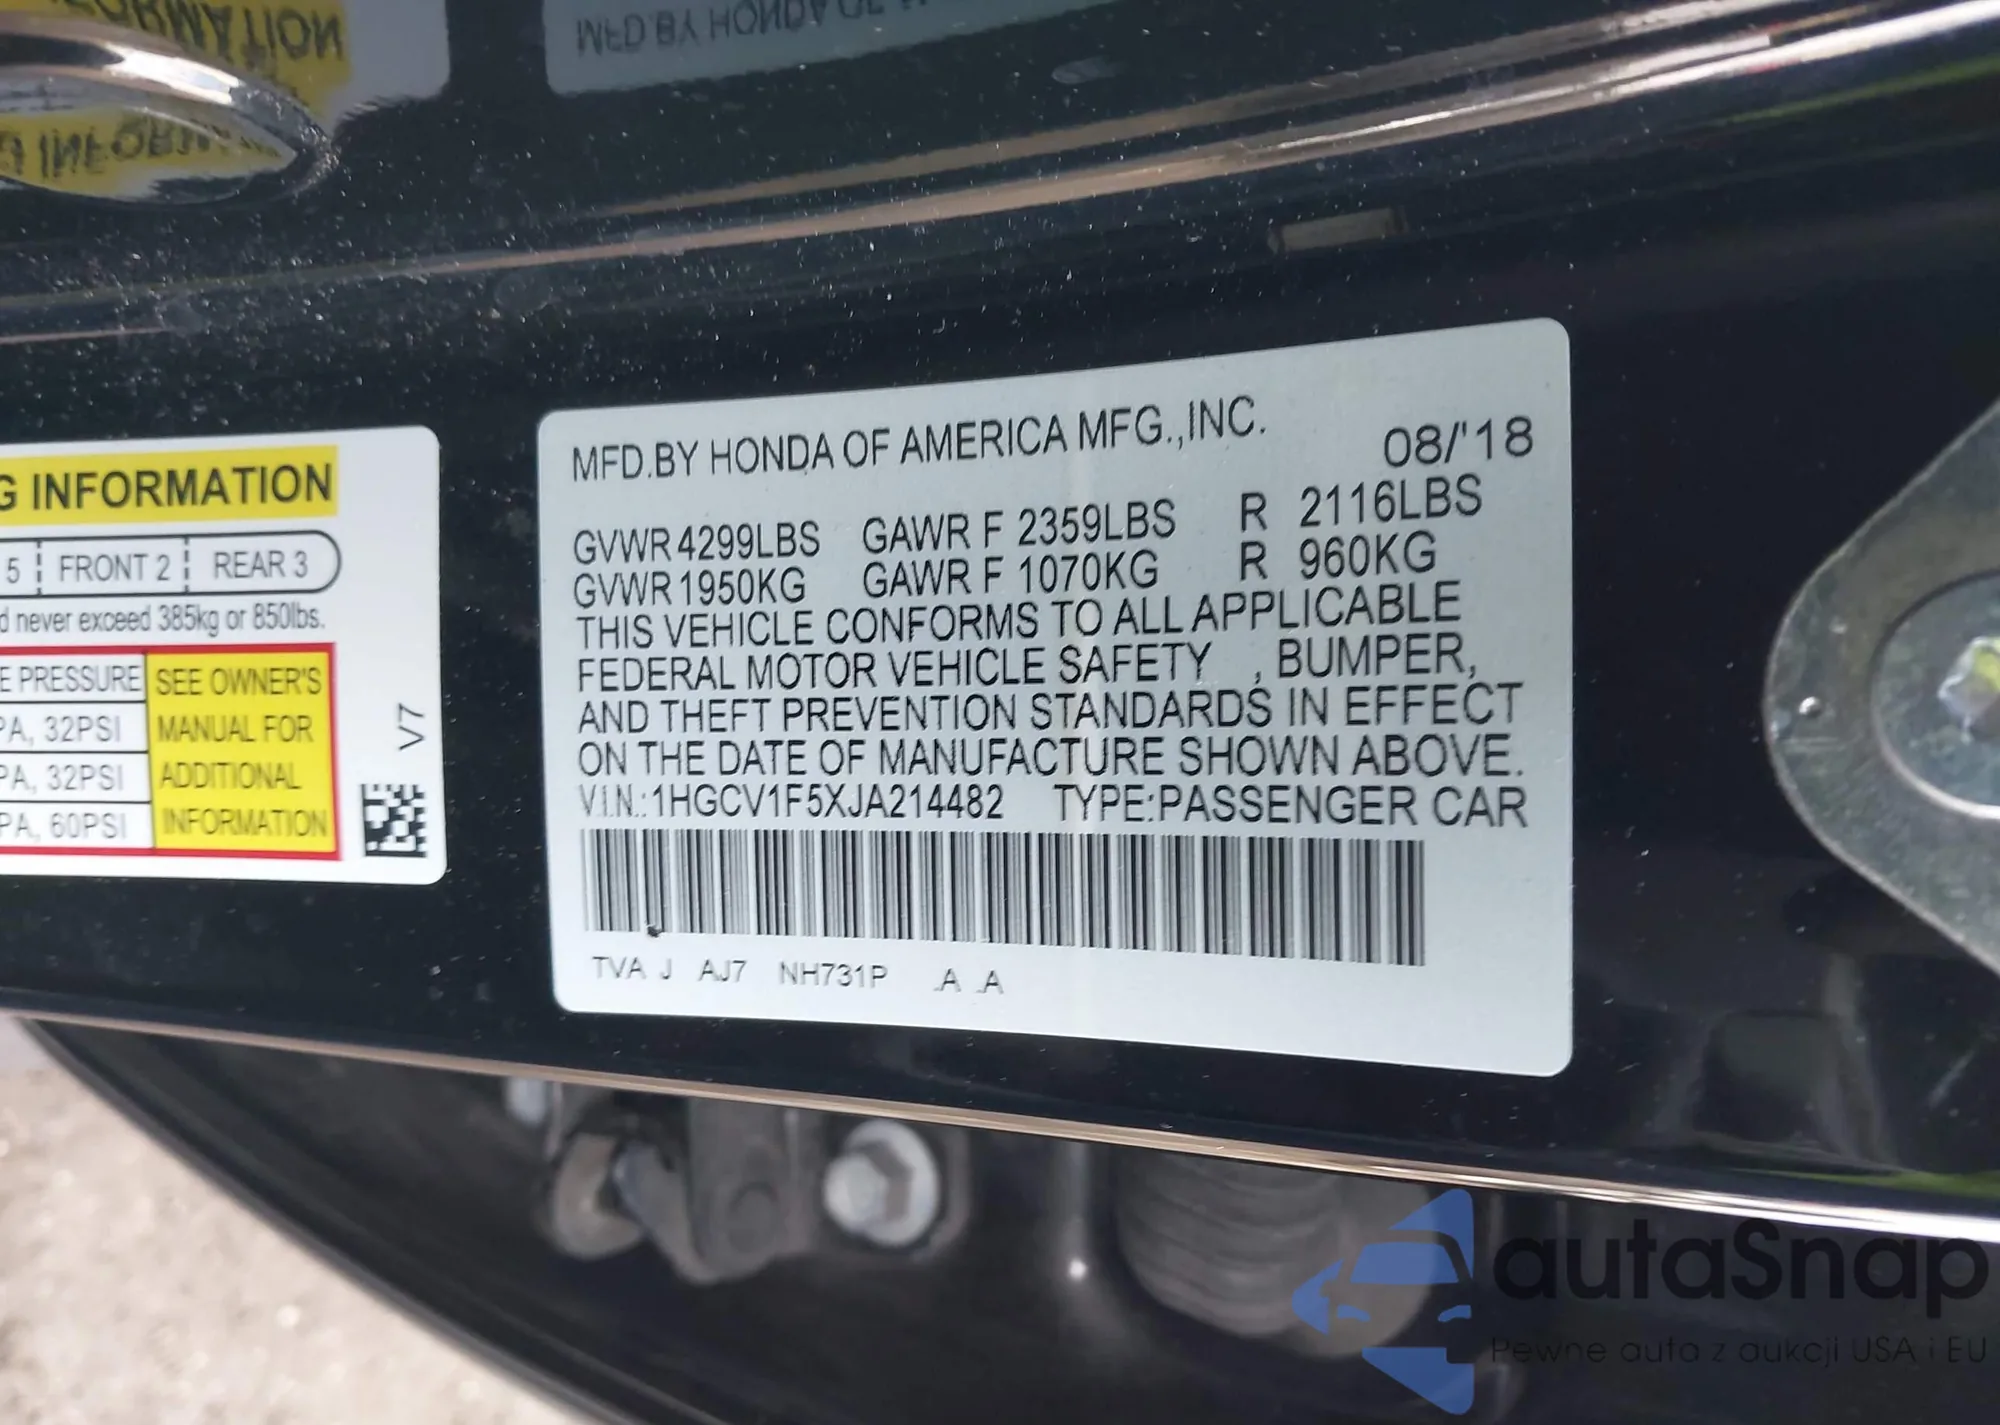 G INFORMATION
5 FRONT 2 REAR 3
d never exceed 385kg or 850lbs.
E PRESSURE
PA, 32PSI
PA, 32PSI
PA, 60PSI
SEE OWNER'S
MANUAL FOR
ADDITIONAL
INFORMATION
V7
MFD.BY HONDA OF AMERICA MFG.,INC. 08/'18
GVWR 4299LBS GAWR F 2359LBS R 2116LBS
GVWR 1950KG GAWR F 1070KG R 960KG
THIS VEHICLE CONFORMS TO ALL APPLICABLE
FEDERAL MOTOR VEHICLE SAFETY , BUMPER,
AND THEFT PREVENTION STANDARDS IN EFFECT
ON THE DATE OF MANUFACTURE SHOWN ABOVE.
V.I.N.: 1HGCV1F5XJA214482 TYPE:PASSENGER CAR
TVA J AJ7 NH731P .A .A
autaSnap
Pewne auta z aukcji USA i EU